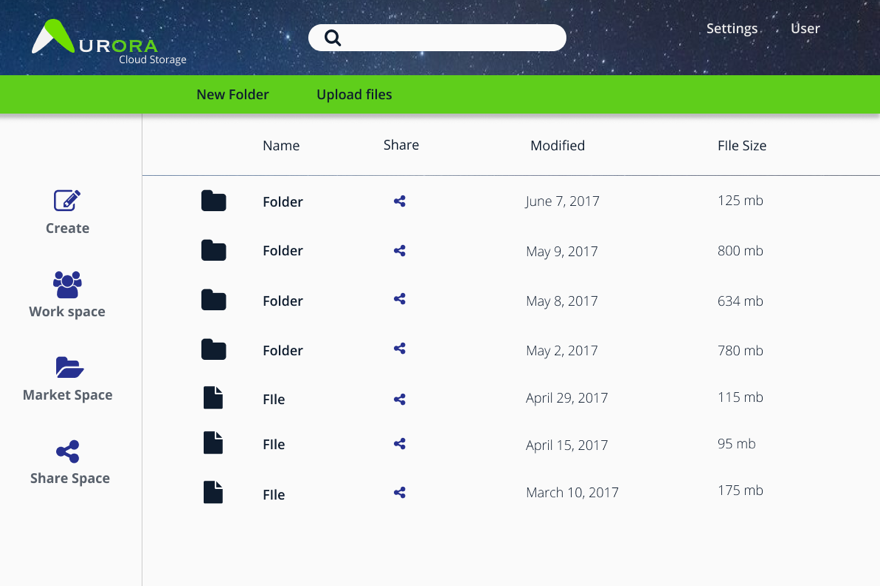 Settings User
AURORA
Cloud Storage
New Folder Upload files
Name Share Modified FIle Size
Folder June 7, 2017 125 mb
Folder May 9, 2017 800 mb
Folder May 8, 2017 634 mb
Folder May 2, 2017 780 mb
FIle April 29, 2017 115 mb
FIle April 15, 2017 95 mb
FIle March 10, 2017 175 mb
Create
Work space
Market Space
Share Space